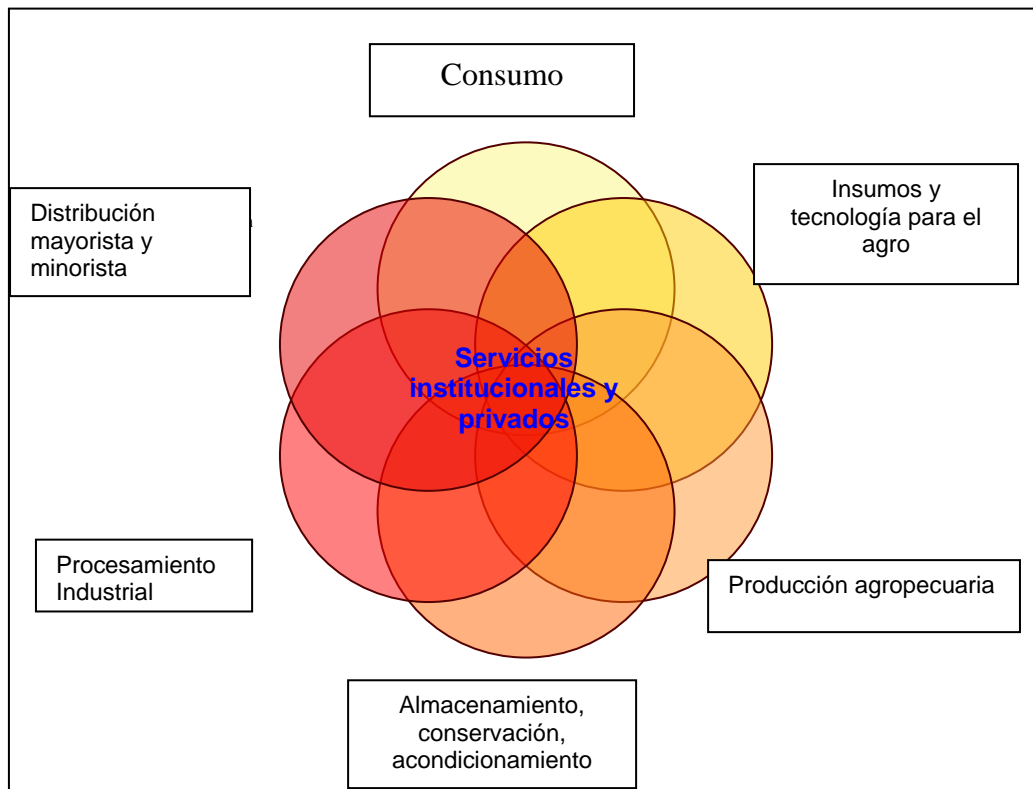 Consumo
Insumos y
tecnología para el
agro
Distribución
mayorista y
minorista
Servicios
institucionales y
privados
Procesamiento
Industrial
Producción agropecuaria
Almacenamiento,
conservación,
acondicionamiento